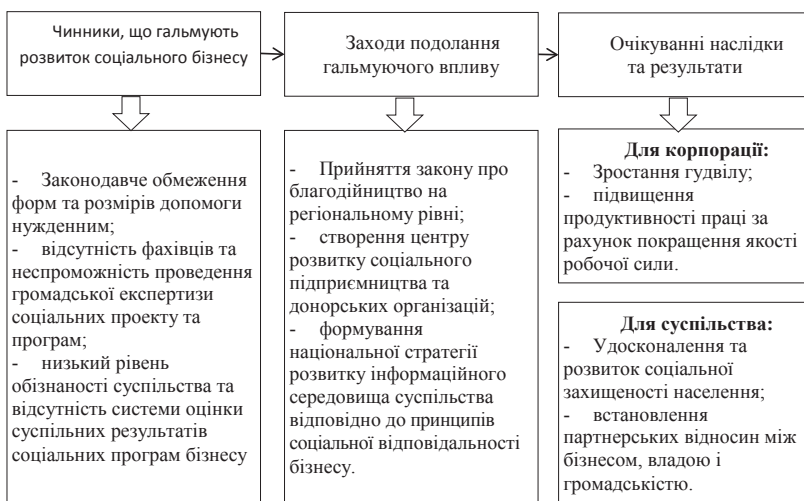 Чинники, що гальмують
розвиток соціального бізнесу
Заходи подолання
гальмуючого впливу
Очікуванні наслідки
та результати
- Законодавче обмеження
форм та розмірів допомоги
нужденним;
- відсутність фахівців та
неспроможність проведення
громадської експертизи
соціальних проекту та
програм;
- низький рівень
обізнаності суспільства та
відсутність системи оцінки
суспільних результатів
соціальних програм бізнесу
- Прийняття закону про
благодійництво на
регіональному рівні;
- створення центру
розвитку соціального
підприємництва та
донорських організацій;
- формування
національної стратегії
розвитку інформаційного
середовища суспільства
відповідно до принципів
соціальної відповідальності
бізнесу.
Для корпорації:
- Зростання гудвілу;
- підвищення
продуктивності праці за
рахунок покращення якості
робочої сили.
Для суспільства:
- Удосконалення та
розвиток соціальної
захищеності населення;
- встановлення
партнерських відносин між
бізнесом, владою і
громадськістю.